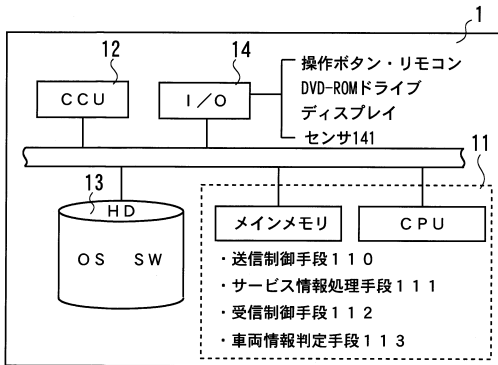 1
12
14
CCU
I/O
操作ボタン・リモコン
DVD-ROMドライブ
ディスプレイ
センサ141
13
HD
OS SW
11
メインメモリ
CPU
・送信制御手段110
・サービス情報処理手段111
・受信制御手段112
・車両情報判定手段113